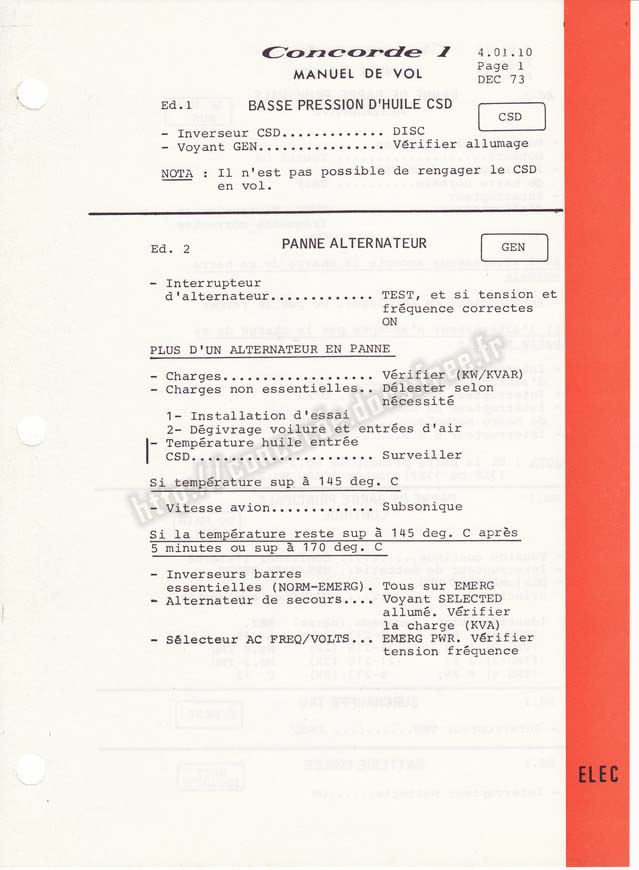 Concorde 1
4.01.10
MANUEL DE VOL
Page 1
DEC 73
Ed.1 BASSE PRESSION D'HUILE CSD
CSD
- Inverseur CSD............. DISC
- Voyant GEN................ Vérifier allumage
NOTA : Il n'est pas possible de rengager le CSD
en vol.
Ed. 2 PANNE ALTERNATEUR
GEN
- Interrupteur
d'alternateur............. TEST, et si tension et
fréquence correctes
ON
PLUS D'UN ALTERNATEUR EN PANNE
- Charges................... Vérifier (KW/KVAR)
- Charges non essentielles.. Délester selon
nécessité
1- Installation d'essai
2- Dégivrage voilure et entrées d'air
- Température huile entrée
CSD....................... Surveiller
Si température sup à 145 deg. C
- Vitesse avion............. Subsonique
Si la température reste sup à 145 deg. C après
5 minutes ou sup à 170 deg. C
- Inverseurs barres
essentielles (NORM-EMERG). Tous sur EMERG
- Alternateur de secours.... Voyant SELECTED
allumé. Vérifier
la charge (KVA)
- Sélecteur AC FREQ/VOLTS... EMERG PWR. Vérifier
tension fréquence
ELEC